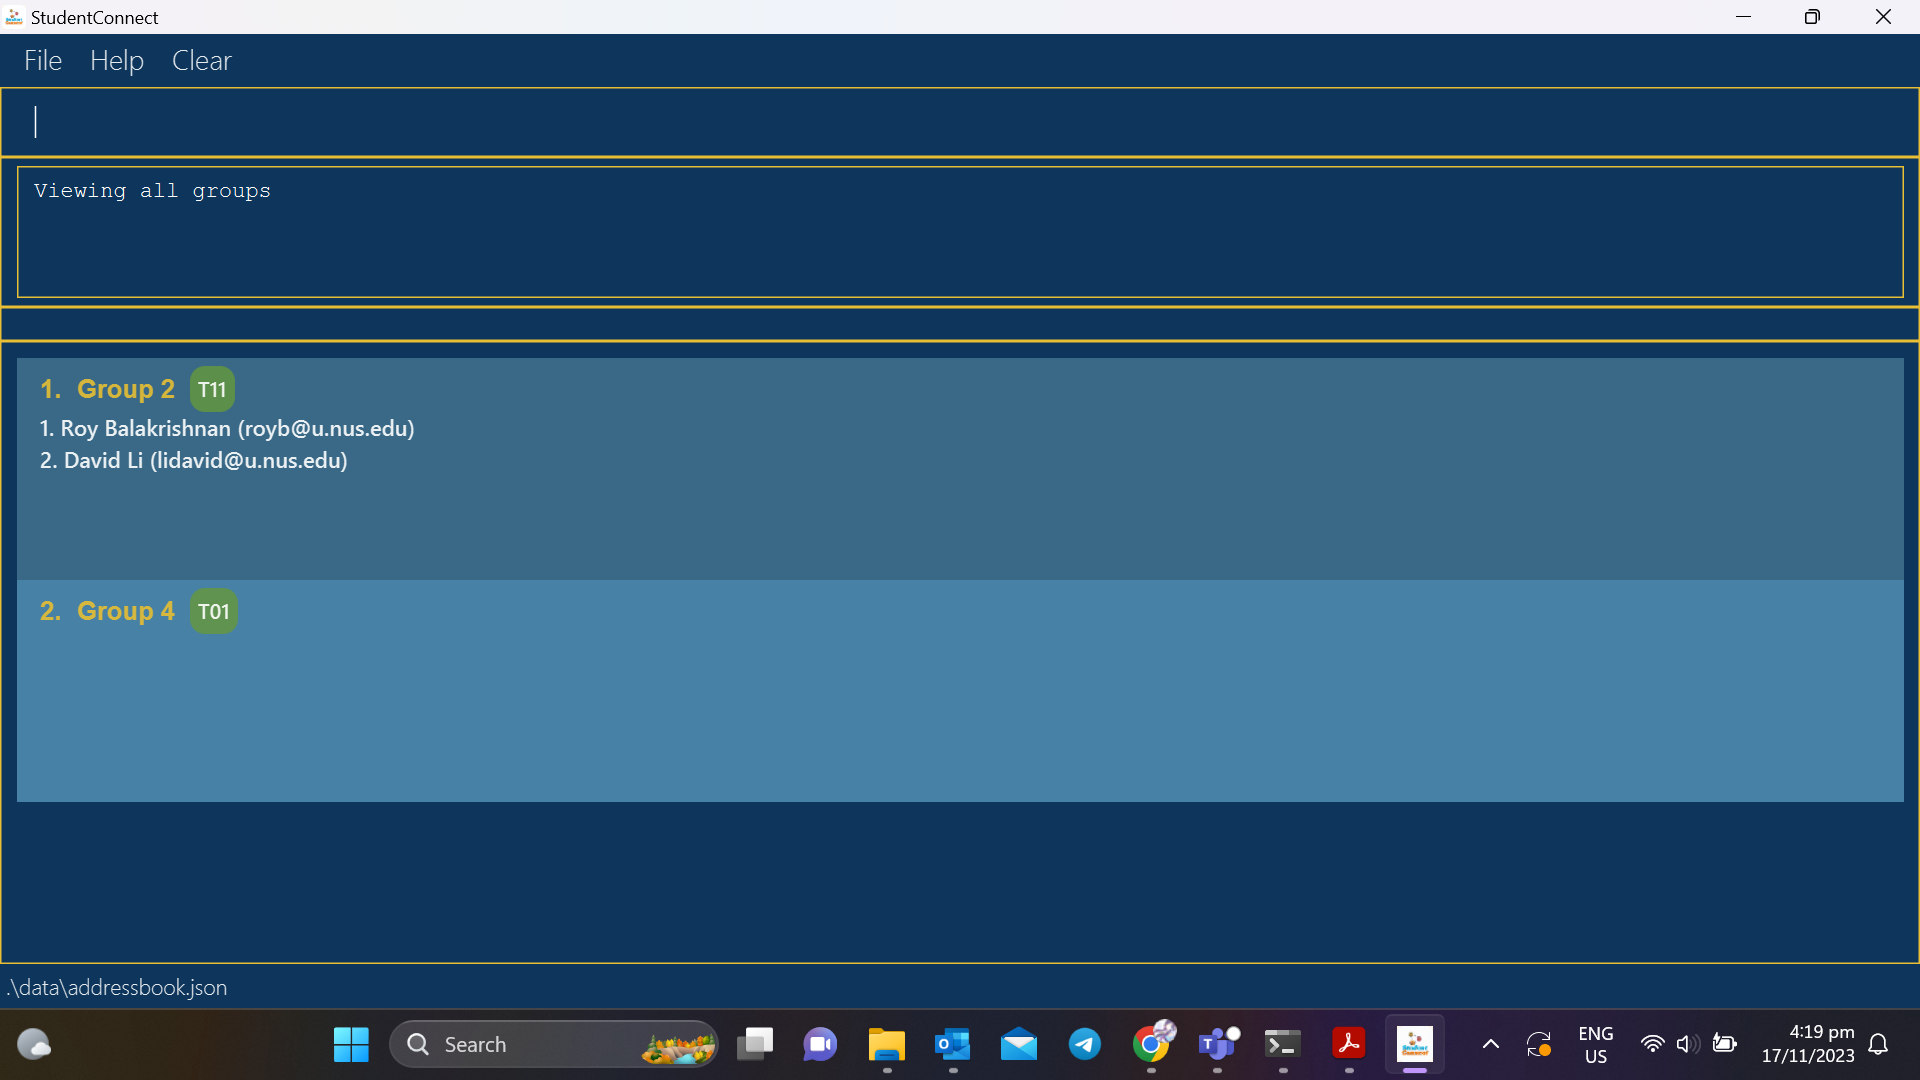 StudentConnect
File Help Clear
Viewing all groups
1. Group 2 T11
1. Roy Balakrishnan (royb@u.nus.edu)
2. David Li (lidavid@u.nus.edu)
2. Group 4 T01
.\data\addressbook.json
Search
ENG
US
4:19 pm
17/11/2023